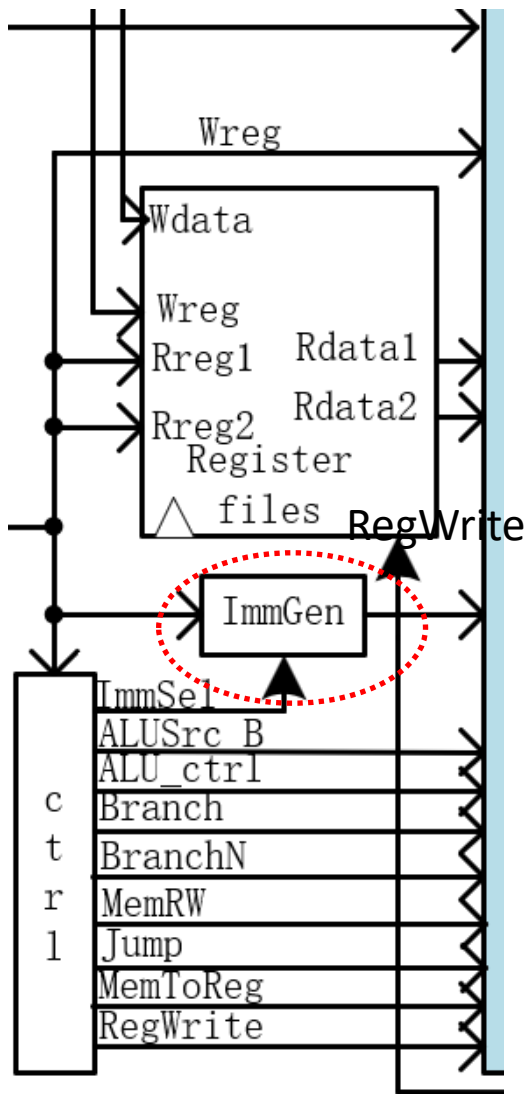 Wreg
Wdata
Wreg
Rreg1
Rdata1
Rreg2
Rdata2
Register
files
RegWrite
ImmGen
ImmSel
ALUSrc_B
ALU_ctrl
Branch
BranchN
MemRW
Jump
MemToReg
RegWrite
ctrl